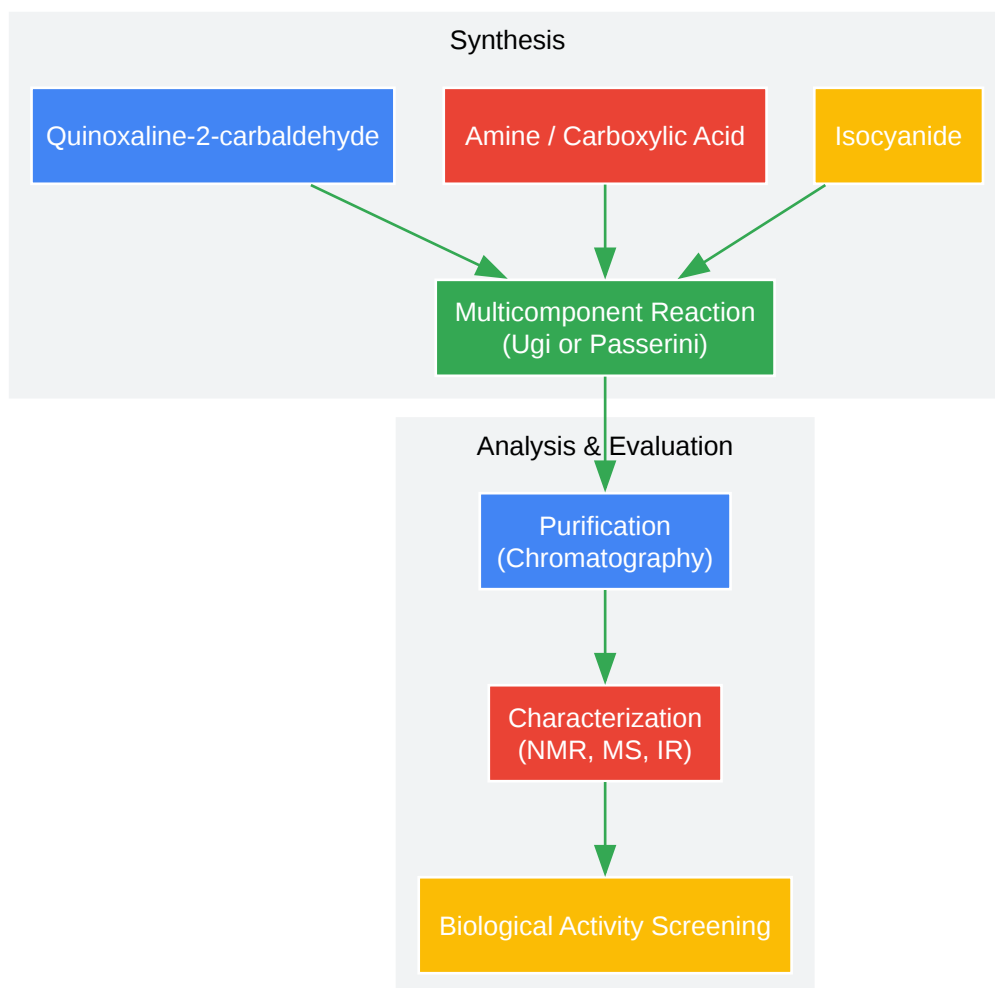 Synthesis
Quinoxaline-2-carbaldehyde
Amine / Carboxylic Acid
Isocyanide
Multicomponent Reaction
(Ugi or Passerini)
Analysis & Evaluation
Purification
(Chromatography)
Characterization
(NMR, MS, IR)
Biological Activity Screening